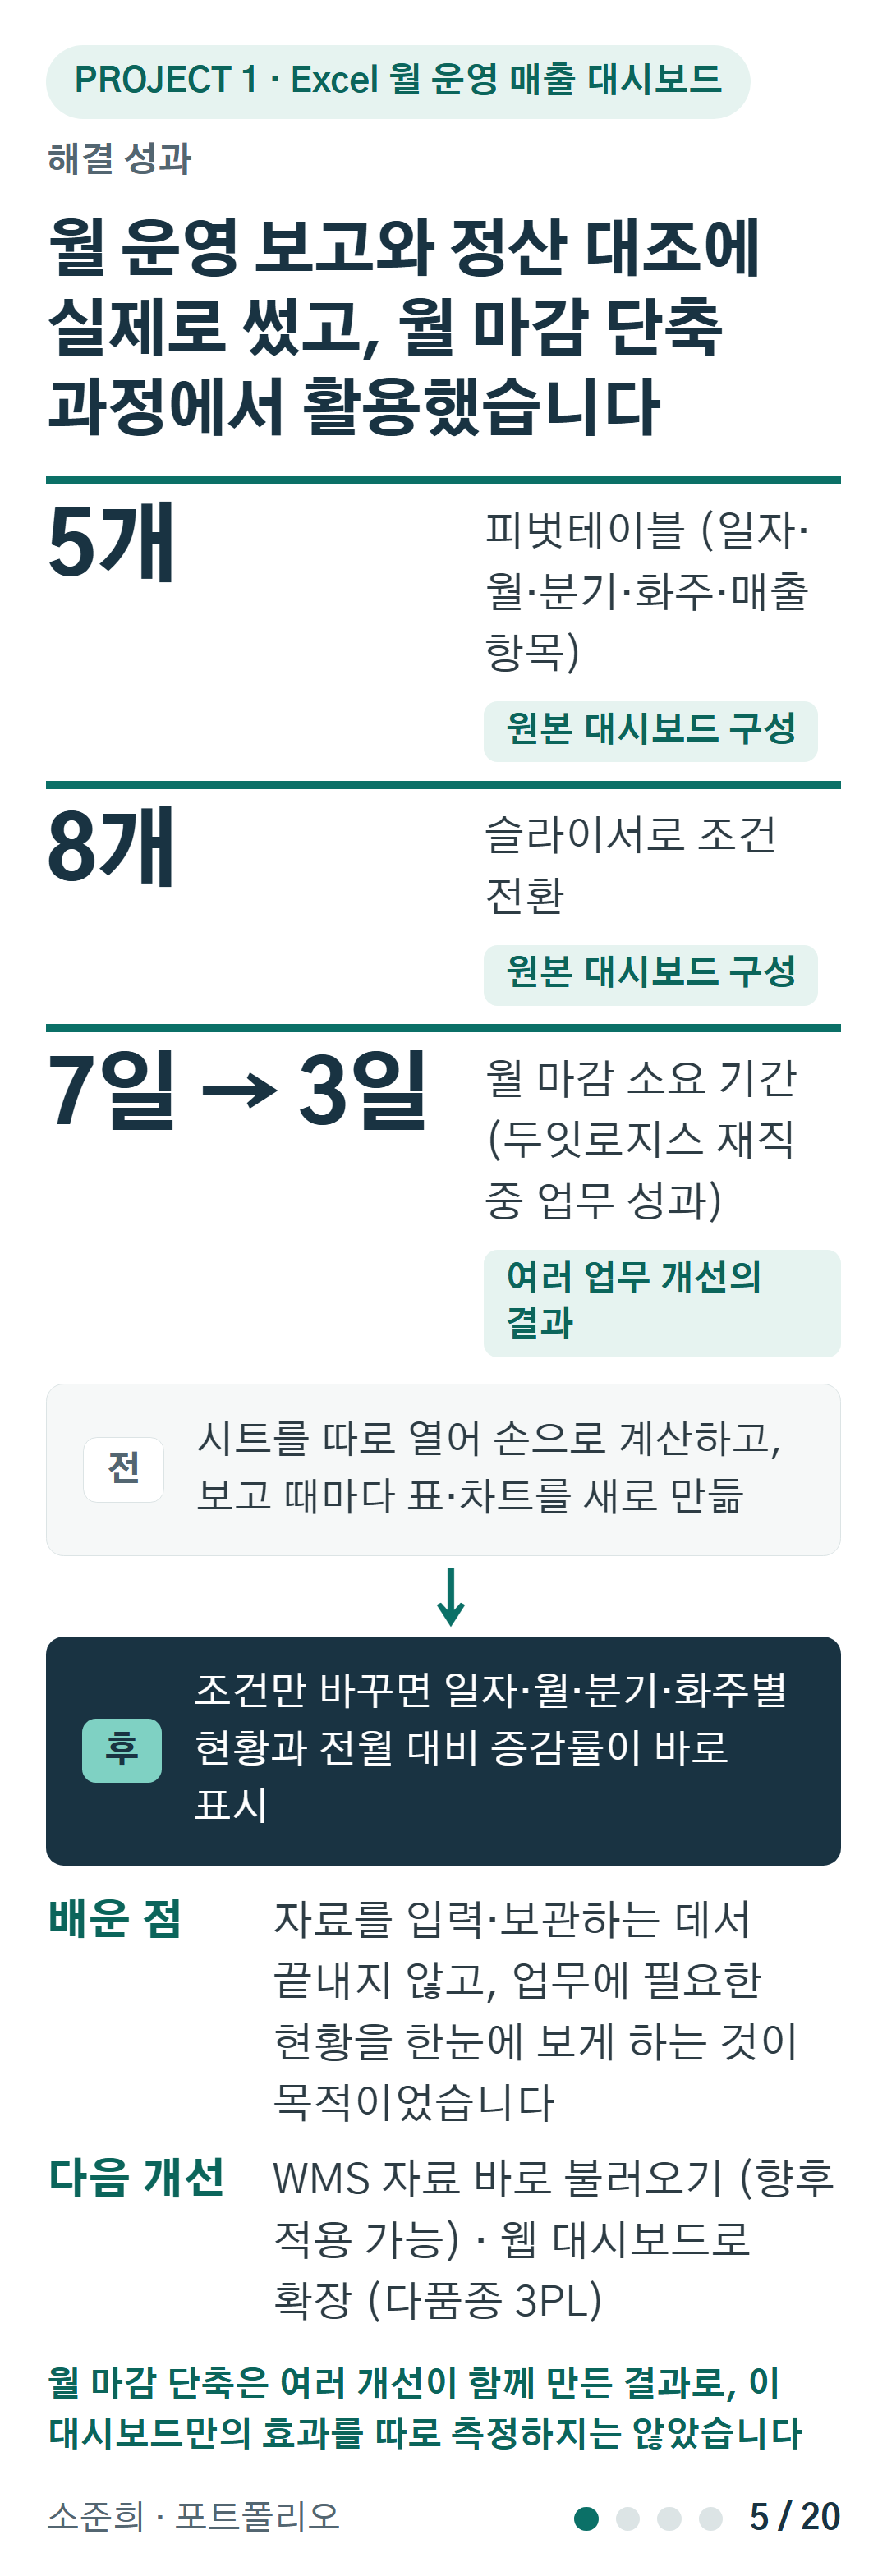 PROJECT 1 · Excel 월 운영 매출 대시보드
해결 성과
월 운영 보고와 정산 대조에
실제로 썼고, 월 마감 단축
과정에서 활용했습니다
5개
피벗테이블 (일자·
월·분기·화주·매출
항목)
원본 대시보드 구성
8개
슬라이서로 조건
전환
원본 대시보드 구성
7일 → 3일
월 마감 소요 기간
(두잇로지스 재직
중 업무 성과)
여러 업무 개선의
결과
전
시트를 따로 열어 손으로 계산하고,
보고 때마다 표·차트를 새로 만듦
↓
후
조건만 바꾸면 일자·월·분기·화주별
현황과 전월 대비 증감률이 바로
표시
배운 점
자료를 입력·보관하는 데서
끝내지 않고, 업무에 필요한
현황을 한눈에 보게 하는 것이
목적이었습니다
다음 개선
WMS 자료 바로 불러오기 (향후
적용 가능) · 웹 대시보드로
확장 (다품종 3PL)
월 마감 단축은 여러 개선이 함께 만든 결과로, 이
대시보드만의 효과를 따로 측정하지는 않았습니다
소준희 · 포트폴리오
5 / 20